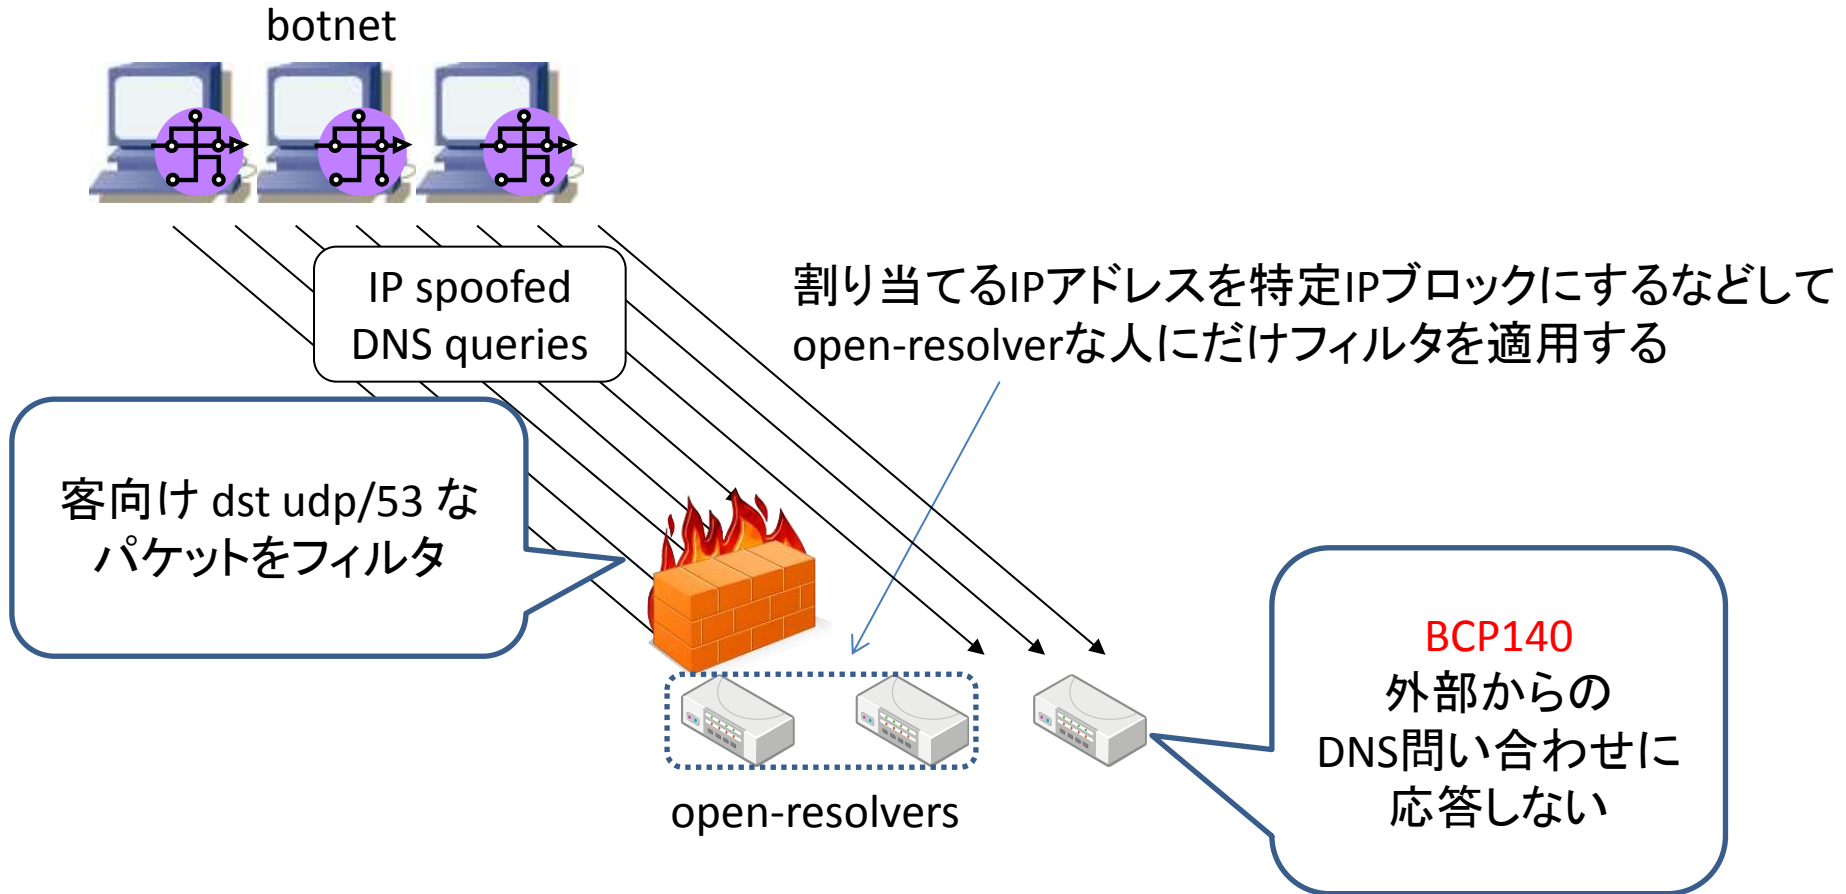 botnet
IP spoofed
DNS queries
割り当てるIPアドレスを特定IPブロックにするなどして
open-resolverな人にだけフィルタを適用する
客向け dst udp/53 な
パケットをフィルタ
BCP140
外部からの
DNS問い合わせに
応答しない
open-resolvers